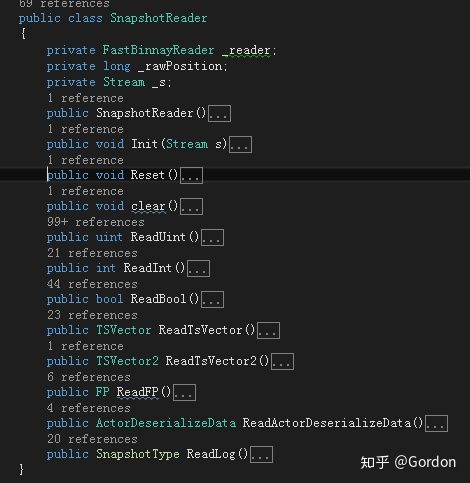 69 references
public class SnapshotReader
{
private FastBinnayReader _reader;
private long _rawPosition;
private Stream _s;
1 reference
public SnapshotReader()...
1 reference
public void Init(Stream s)...
1 reference
public void Reset()...
1 reference
public void clear()...
99+ references
public uint ReadUint()...
21 references
public int ReadInt()...
44 references
public bool ReadBool()...
23 references
public TSVector ReadTsVector()...
1 reference
public TSVector2 ReadTsVector2()...
6 references
public FP ReadFP()...
4 references
public ActorDeserializeData ReadActorDeserializeData()...
20 references
public SnapshotType ReadLog()...
}
知乎 @Gordon